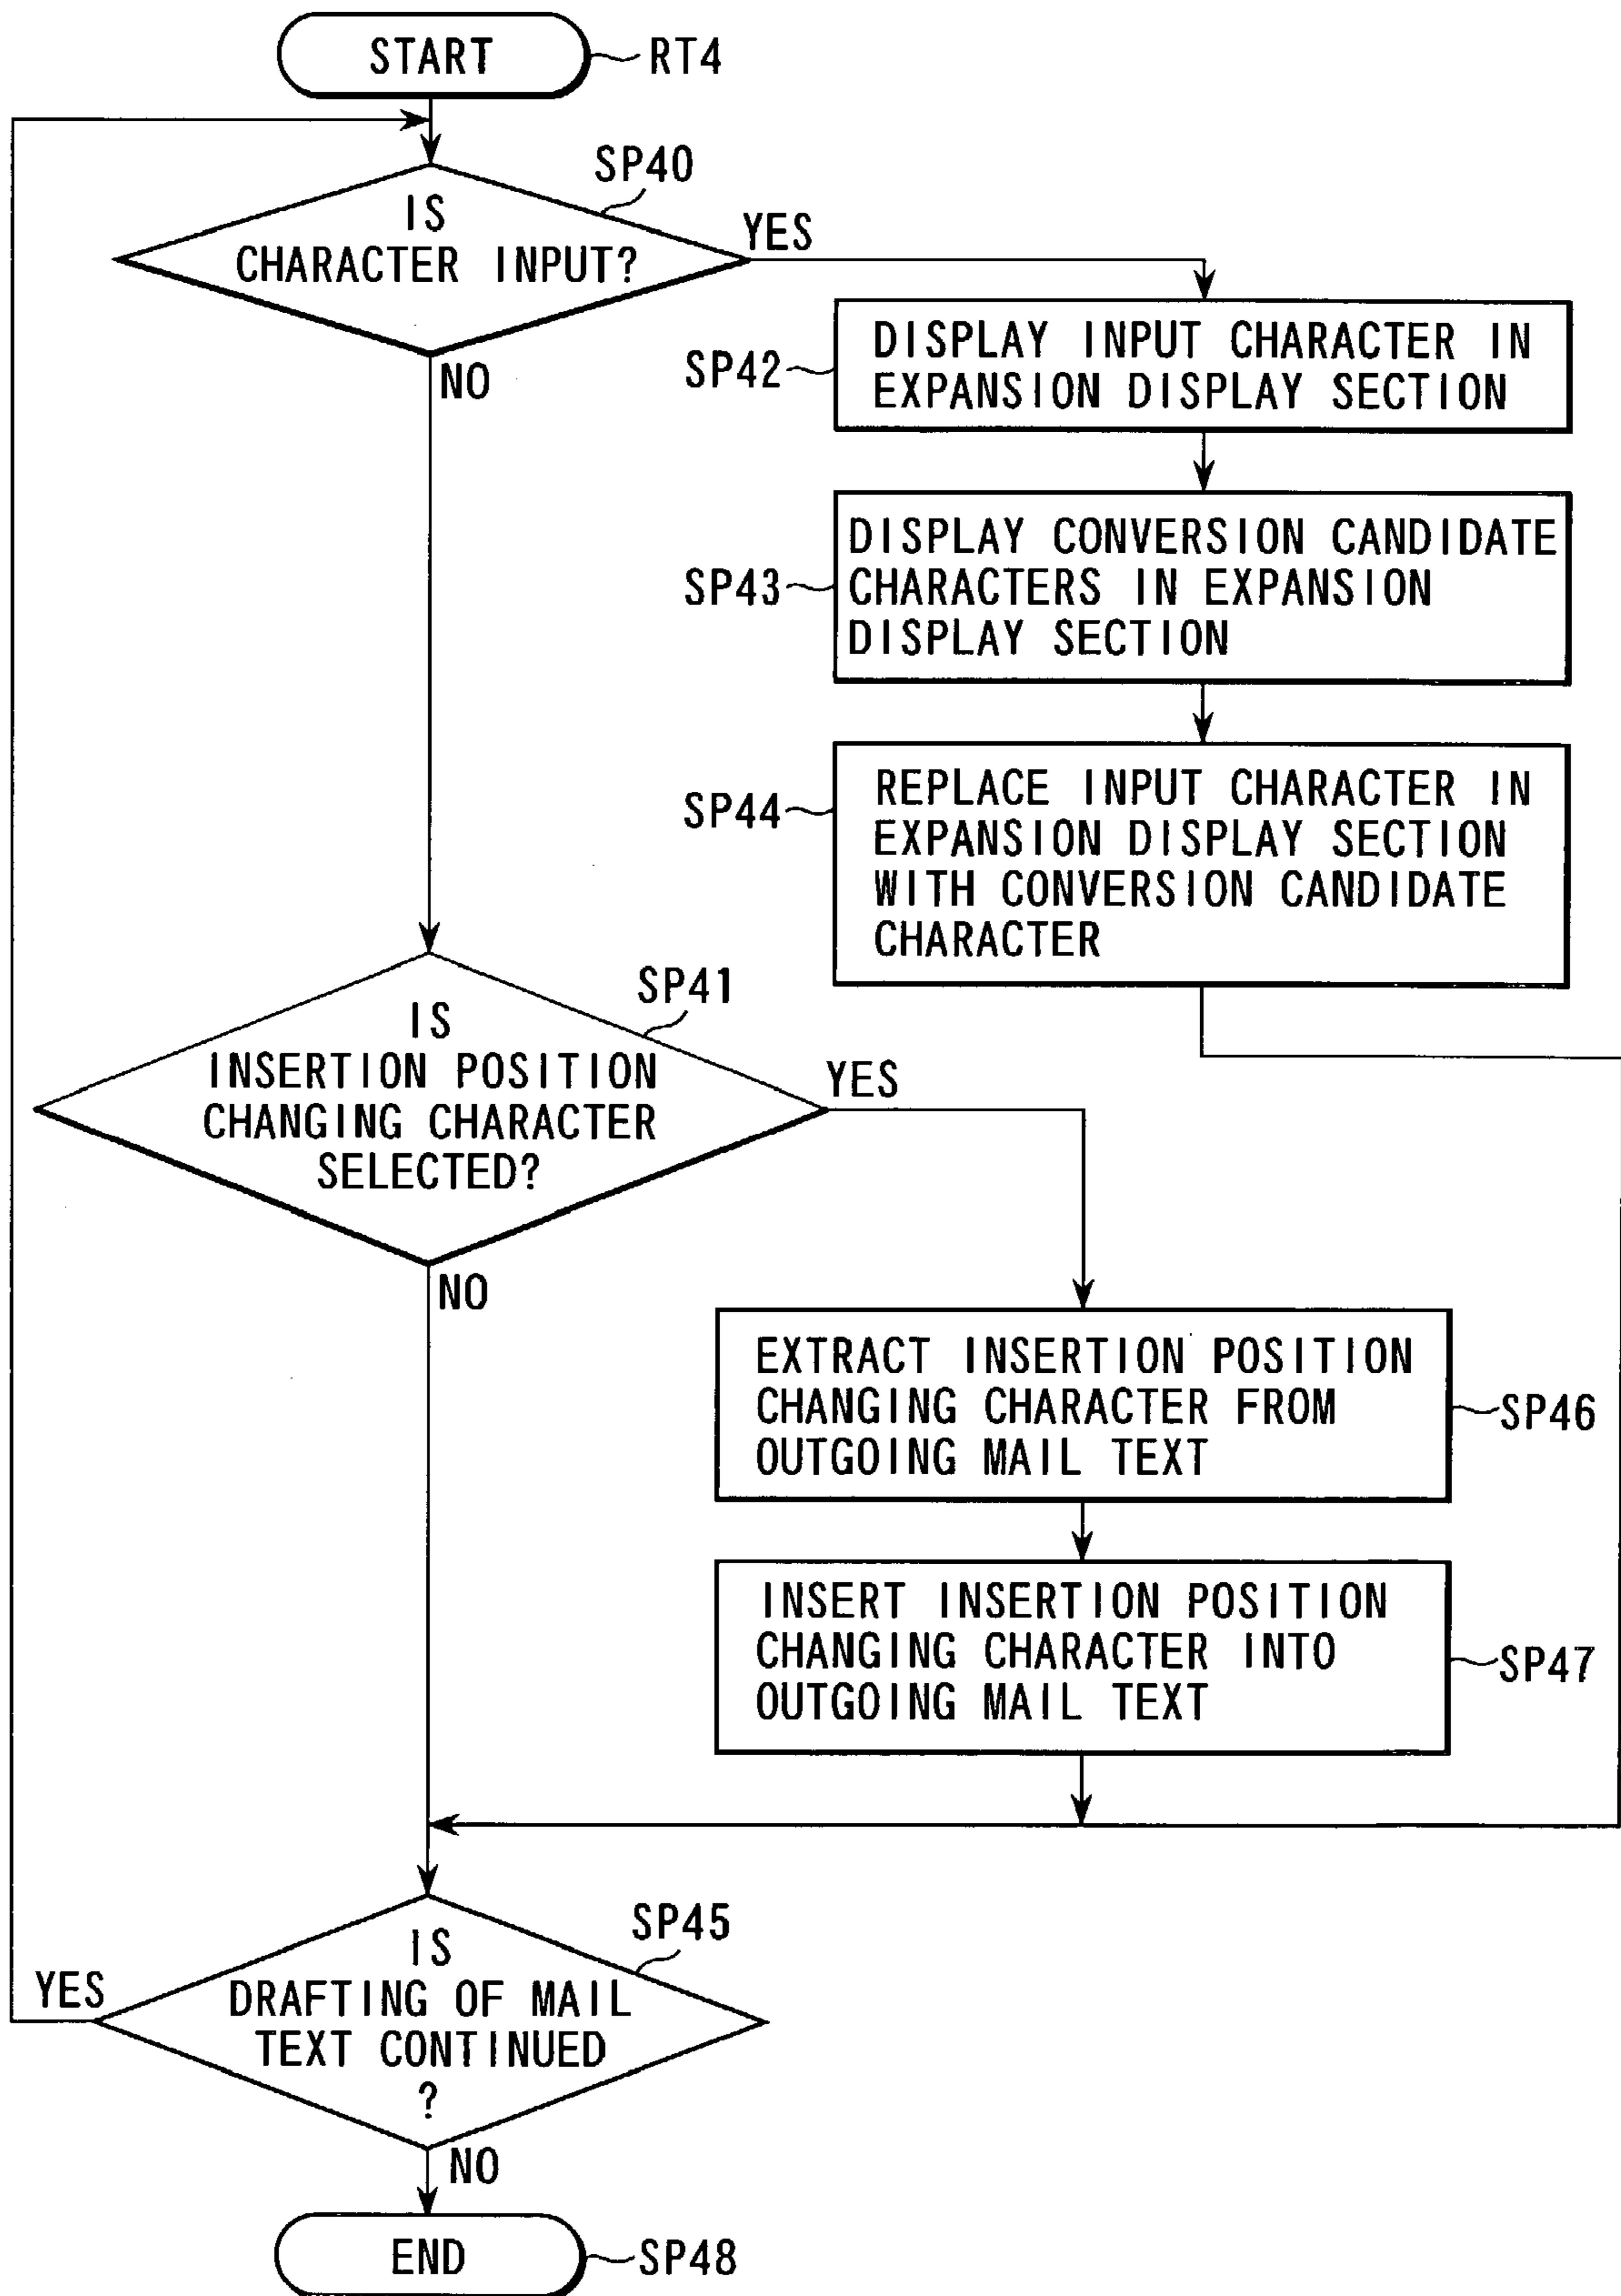 START
RT4
SP40
IS
CHARACTER INPUT?
YES
NO
SP42
DISPLAY INPUT CHARACTER IN
EXPANSION DISPLAY SECTION
SP43
DISPLAY CONVERSION CANDIDATE
CHARACTERS IN EXPANSION
DISPLAY SECTION
SP44
REPLACE INPUT CHARACTER IN
EXPANSION DISPLAY SECTION
WITH CONVERSION CANDIDATE
CHARACTER
SP41
IS
INSERTION POSITION
CHANGING CHARACTER
SELECTED?
YES
NO
EXTRACT INSERTION POSITION
CHANGING CHARACTER FROM
OUTGOING MAIL TEXT
SP46
INSERT INSERTION POSITION
CHANGING CHARACTER INTO
OUTGOING MAIL TEXT
SP47
SP45
IS
DRAFTING OF MAIL
TEXT CONTINUED
?
YES
NO
END
SP48